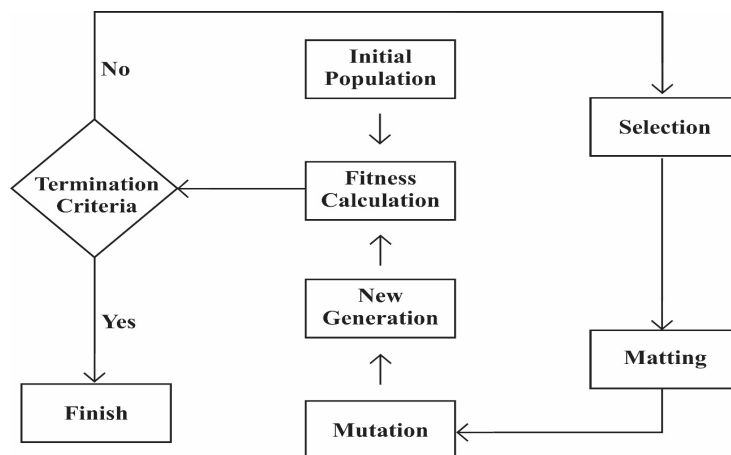 No
Initial
Population
Selection
Termination
Criteria
Fitness
Calculation
Yes
New
Generation
Matting
Finish
Mutation